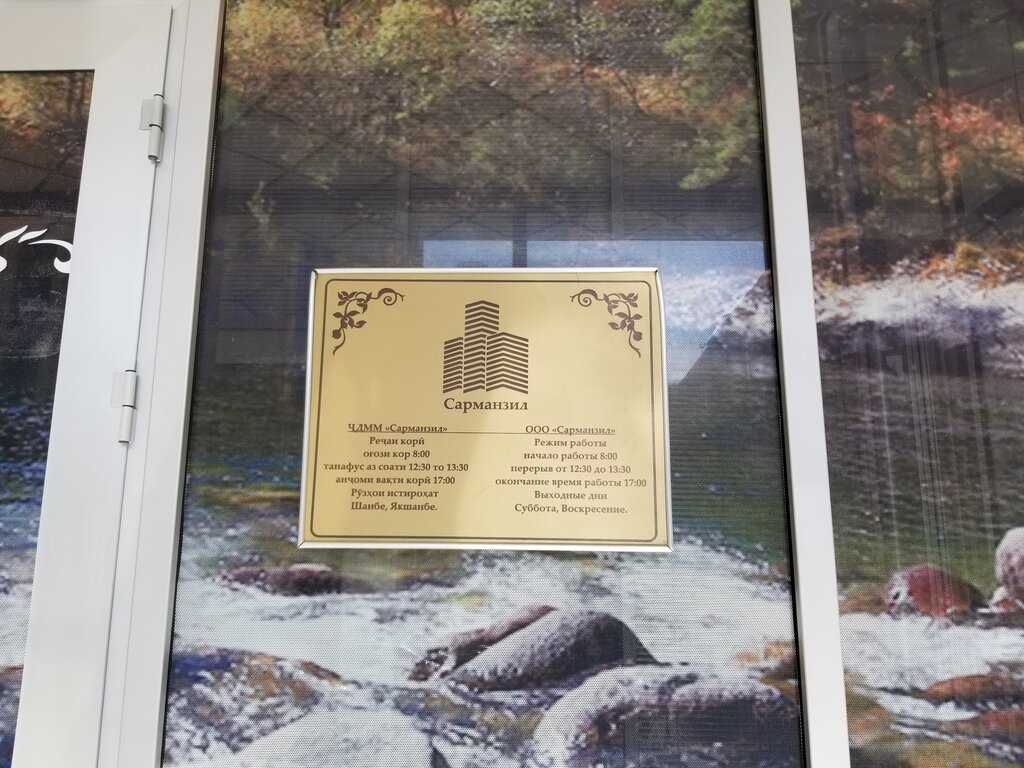 Сарманзил
ҶДММ «Сарманзил»
Реҷаи корӣ
оғози кор 8:00
танафус аз соати 12:30 то 13:30
анҷоми вақти корӣ 17:00
Рӯзҳои истироҳат
Шанбе, Якшанбе.
ООО «Сарманзил»
Режим работы
начало работы 8:00
перерыв от 12:30 до 13:30
окончание время работы 17:00
Выходные дни
Суббота, Воскресение.